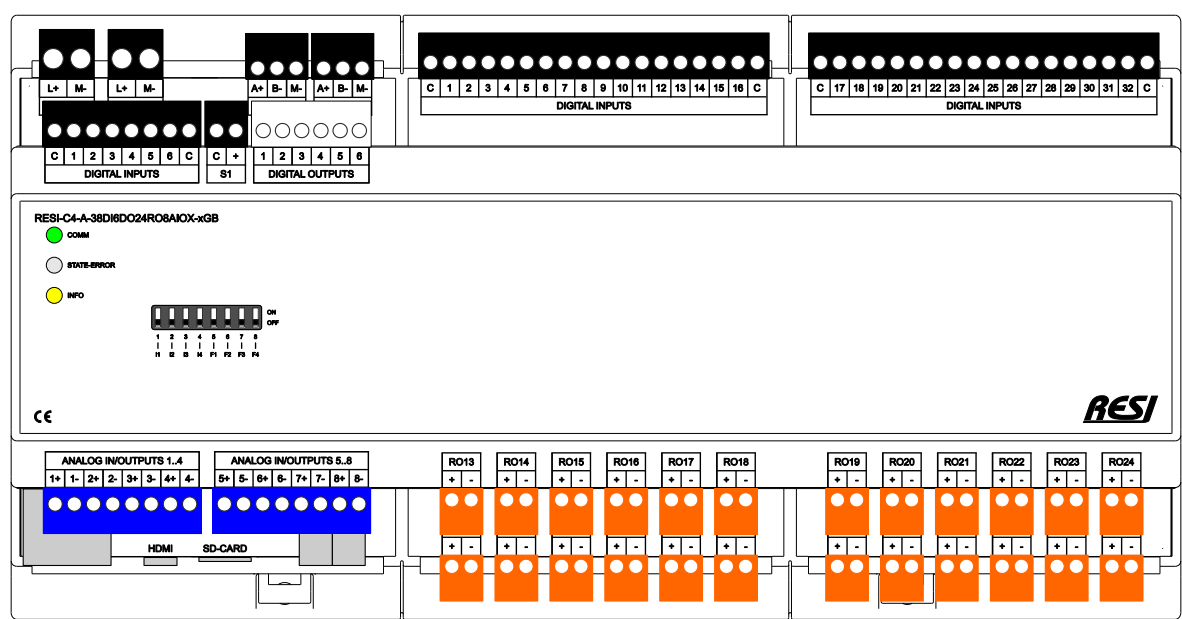 L+ M- L+ M- A+ B- M- A+ B- M-
C 1 2 3 4 5 6 7 8 9 10 11 12 13 14 15 16 C
C 17 18 19 20 21 22 23 24 25 26 27 28 29 30 31 32 C
DIGITAL INPUTS
DIGITAL INPUTS
C 1 2 3 4 5 6 C C + 1 2 3 4 5 6
DIGITAL INPUTS S1 DIGITAL OUTPUTS
RESI-C4-A-38DI6DO24RO8AIOX-xGB
COMM
STATE-ERROR
INFO
ON
OFF
1 2 3 4 5 6 7 8
I1 I2 I3 I4 F1 F2 F3 F4
CE
RESI
ANALOG IN/OUTPUTS 1..4 ANALOG IN/OUTPUTS 5..8
1+ 1- 2+ 2- 3+ 3- 4+ 4- 5+ 5- 6+ 6- 7+ 7- 8+ 8-
RO13 RO14 RO15 RO16 RO17 RO18
+ - + - + - + - + - + -
RO19 RO20 RO21 RO22 RO23 RO24
+ - + - + - + - + - + -
HDMI SD-CARD
+ - + - + - + - + - + -
+ - + - + - + - + - + -